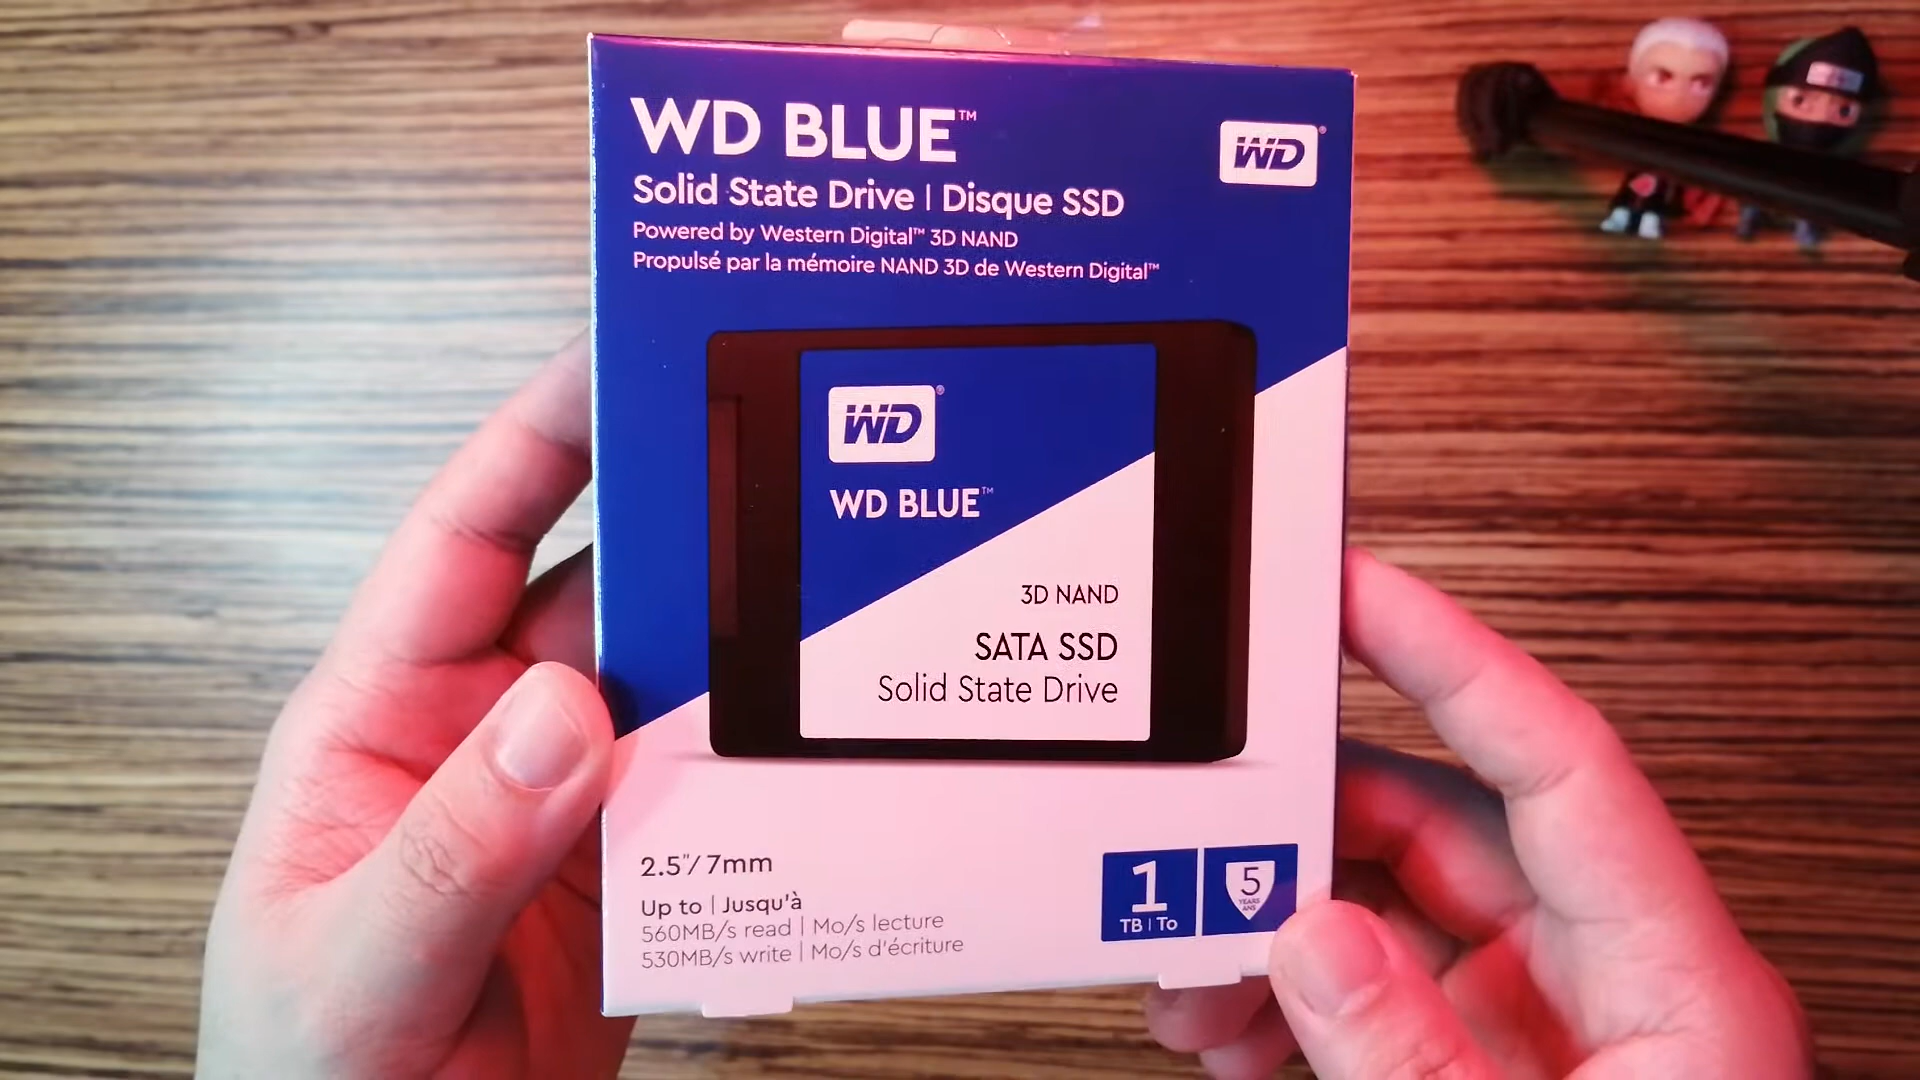 WD BLUE™
WD®
Solid State Drive | Disque SSD
Powered by Western Digital™ 3D NAND
Propulsé par la mémoire NAND 3D de Western Digital™
WD®
WD BLUE™
3D NAND
SATA SSD
Solid State Drive
2.5"/7mm
Up to | Jusqu'à
560MB/s read | Mo/s lecture
530MB/s write | Mo/s d'écriture
1
TB | To
5
YEARS
ANS